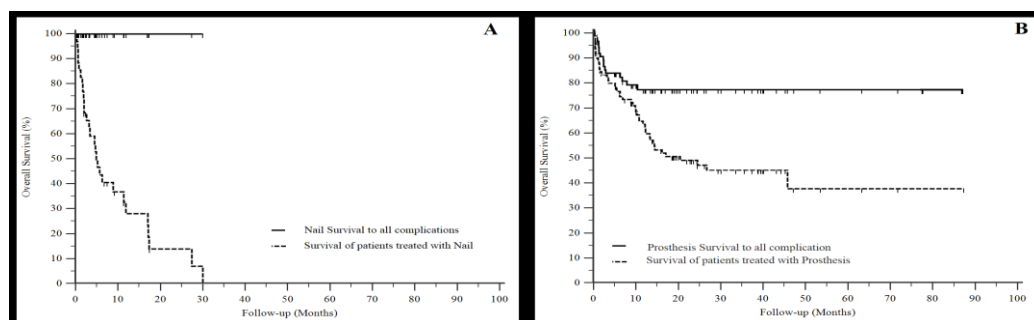 A
Overall Survival (%)
100
90
80
70
60
50
40
30
20
10
0
Nail Survival to all complications
Survival of patients treated with Nail
0 10 20 30 40 50 60 70 80 90 100
Follow-up (Months)
B
Overall Survival (%)
100
90
80
70
60
50
40
30
20
10
0
Prosthesis Survival to all complication
Survival of patients treated with Prosthesis
0 10 20 30 40 50 60 70 80 90 100
Follow-up (Months)